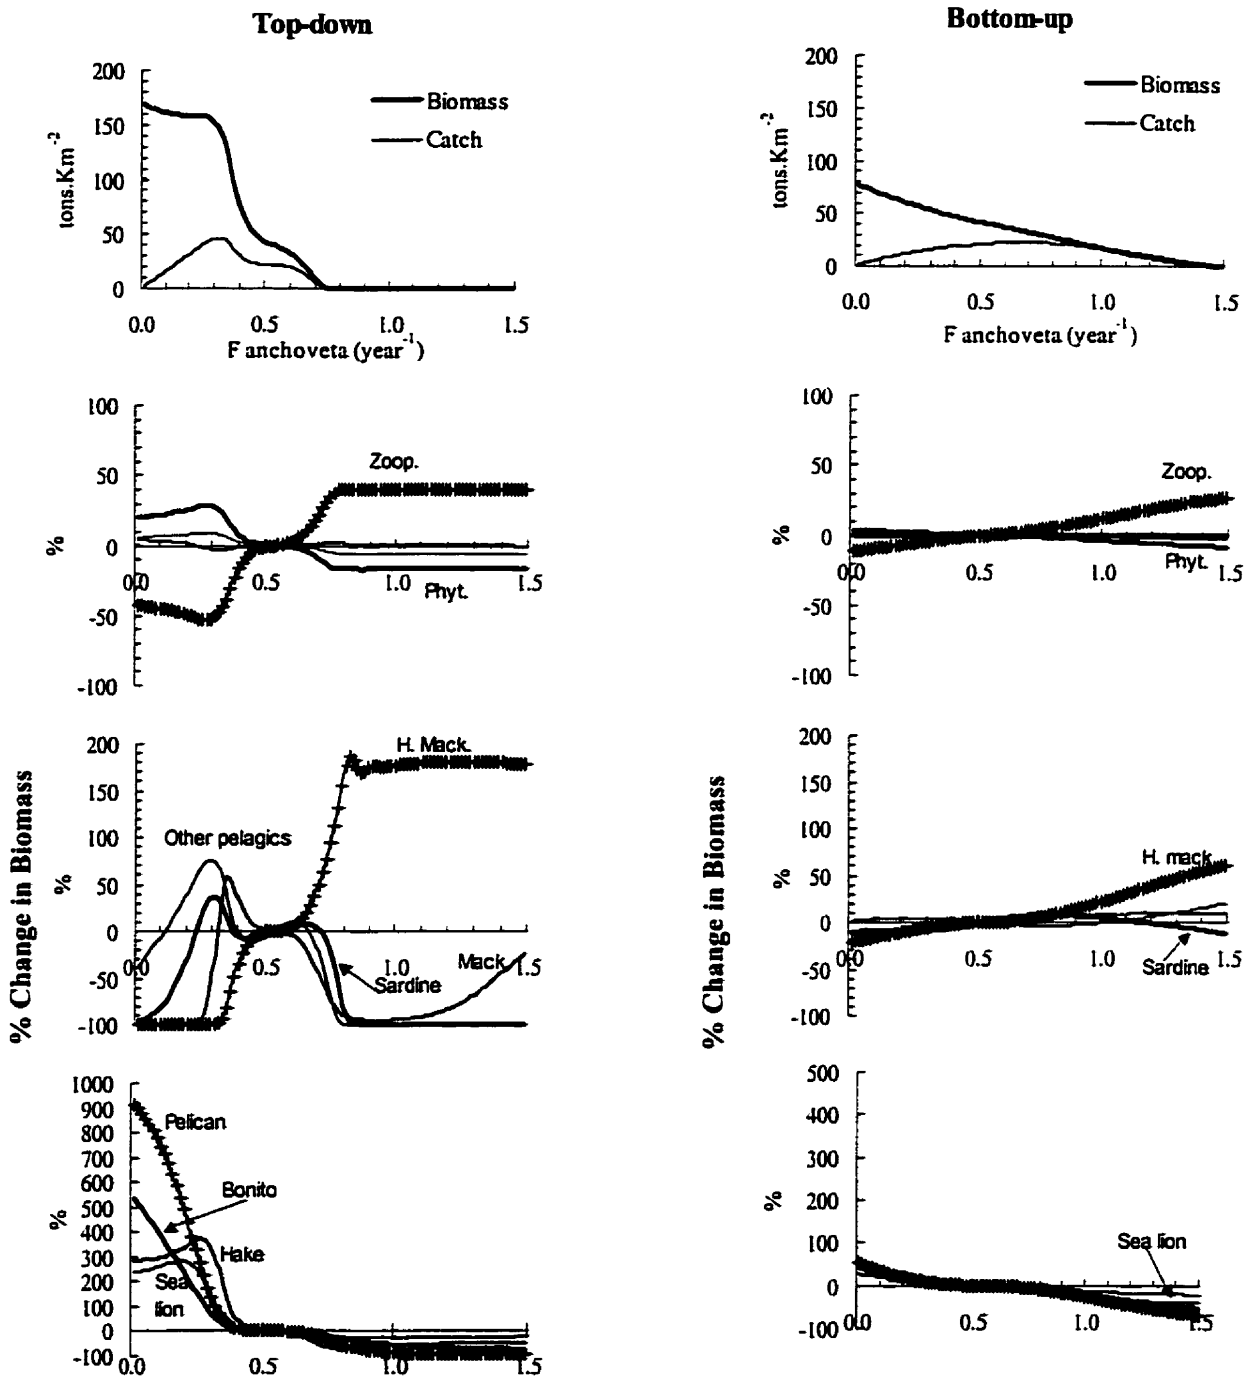 Top-down
200
150
100
50
0
tons.Km-2
Biomass
Catch
0.0 0.5 1.0 1.5
F anchoveta (year-1)
Bottom-up
200
150
100
50
0
tons.Km-2
Biomass
Catch
0.0 0.5 1.0 1.5
F anchoveta (year-1)
% Change in Biomass
100
50
0
-50
-100
%
Zoop.
0.0 0.5 1.0 1.5
Phyt.
200
150
100
50
0
-50
-100
%
H. Mack.
Other pelagics
0.0 0.5 1.0 1.5
Mack.
Sardine
1000
900
800
700
600
500
400
300
200
100
0
-100
%
Pelican
Bonito
Hake
Sea
lion
0.0 0.5 1.0 1.5
% Change in Biomass
100
50
0
-50
-100
%
Zoop.
0.0 0.5 1.0 1.5
Phyt.
200
150
100
50
0
-50
-100
%
H. mack.
0.0 0.5 1.0 1.5
Sardine
500
400
300
200
100
0
-100
%
Sea lion
0.0 0.5 1.0 1.5